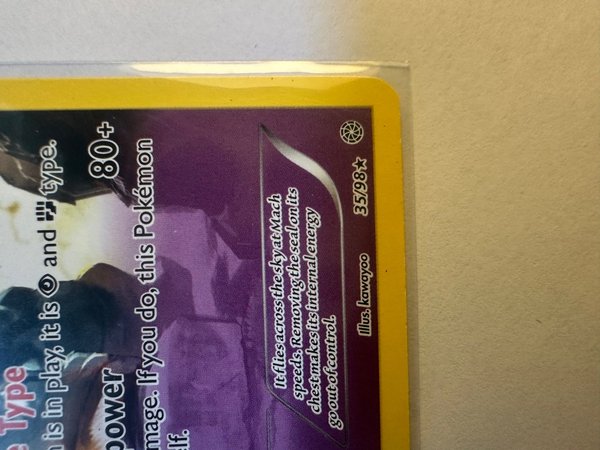 e Type
n is in play, it is and type.
power 80+
mage. If you do, this Pokémon
lf.
It flies across the sky at Mach
speeds. Removing the seal on its
chest makes its internal energy
go out of control.
Illus. kawayoo 35/98★